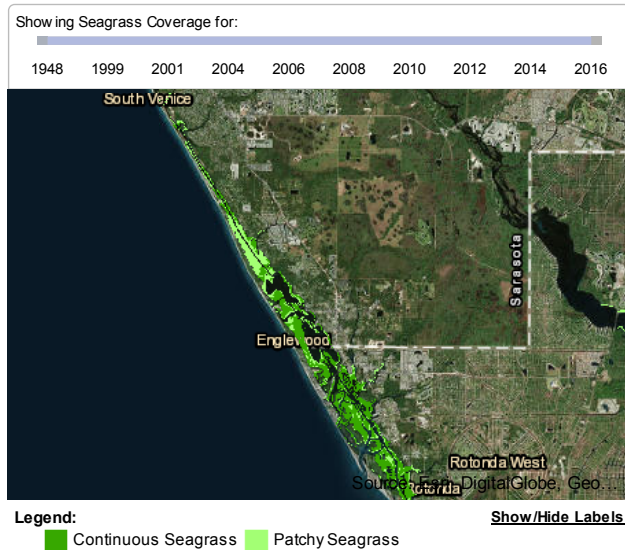 Showing Seagrass Coverage for:
1948 1999 2001 2004 2006 2008 2010 2012 2014 2016
South Venice
Sarasota
Englewood
Rotonda West
Source: Esri, DigitalGlobe, Geo...
Rotonda
Legend:
Show/Hide Labels
Continuous Seagrass Patchy Seagrass